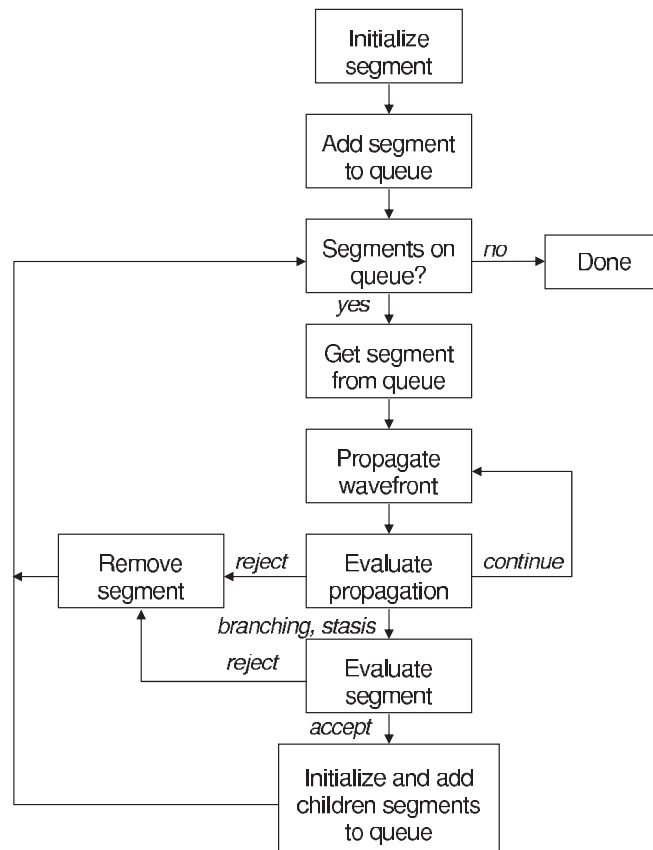 Initialize
segment
Add segment
to queue
Segments on
queue?
no
Done
yes
Get segment
from queue
Propagate
wavefront
Remove
segment
reject
Evaluate
propagation
continue
branching, stasis
reject
Evaluate
segment
accept
Initialize and add
children segments
to queue